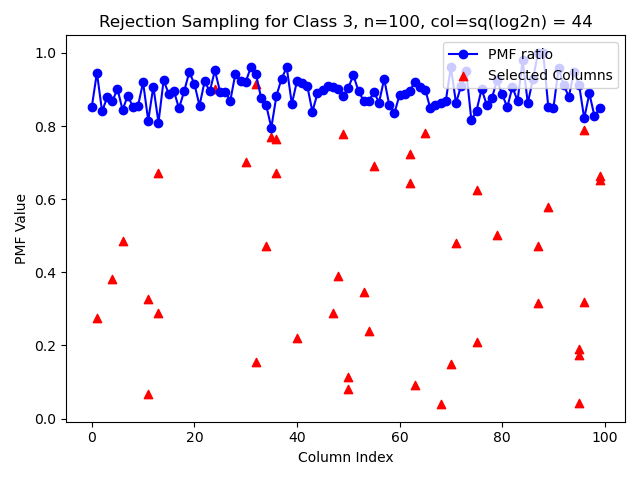 Rejection Sampling for Class 3, n=100, col=sq(log2n) = 44
PMF ratio
Selected Columns
PMF Value
1.0
0.8
0.6
0.4
0.2
0.0
0
20
40
60
80
100
Column Index